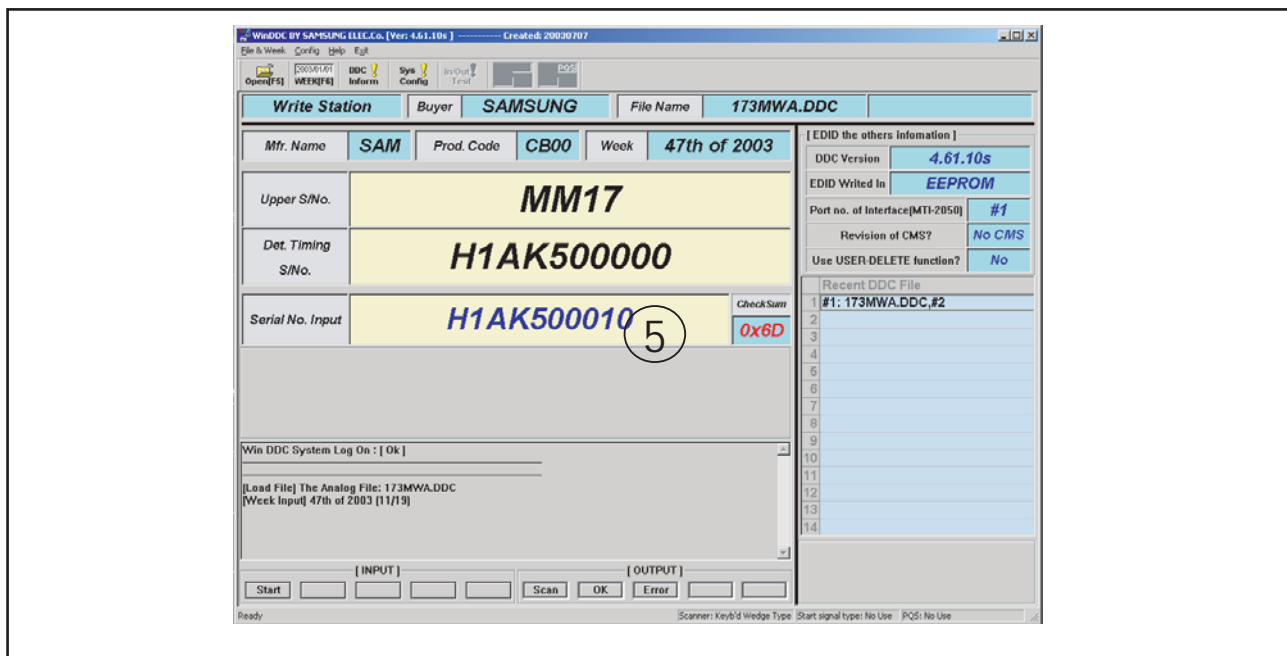 WinDDC BY SAMSUNG ELEC.Co. [Ver: 4.61.10s ] ---------- Created: 20030707
File & Week Config Help Exit
Open[F5] 2003/01/01 WEEK[F6] DDC Inform Sys Config In/Out Test PQS
Write Station Buyer SAMSUNG File Name 173MWA.DDC
Mfr. Name SAM Prod. Code CB00 Week 47th of 2003
Upper S/No. MM17
Det. Timing S/No. H1AK500000
Serial No. Input H1AK500010 CheckSum 0x6D
5
[ EDID the others infomation ]
DDC Version 4.61.10s
EDID Writed In EEPROM
Port no. of Interface[MTI-2050] #1
Revision of CMS? No CMS
Use USER-DELETE function? No
Recent DDC File
1 #1: 173MWA.DDC,#2
2
3
4
5
6
7
8
9
10
11
12
13
14
Win DDC System Log On : [ Ok ]
[Load File] The Analog File: 173MWA.DDC
[Week Input] 47th of 2003 [11/19]
[ INPUT ] [ OUTPUT ]
Start Scan OK Error
Ready Scanner: Keyb'd Wedge Type Start signal type: No Use PQS: No Use